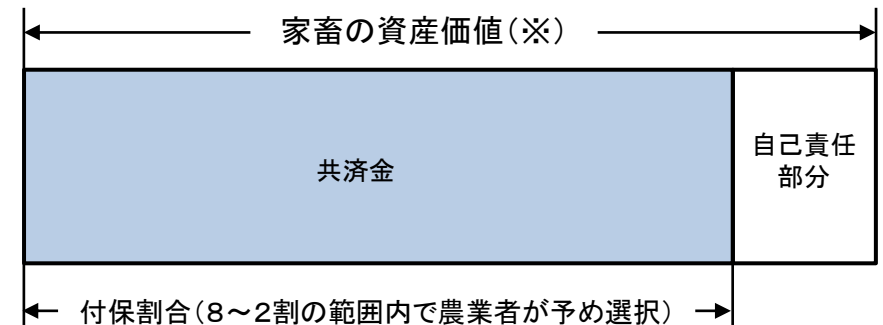 家畜の資産価値(※)
共済金
自己責任
部分
付保割合(8~2割の範囲内で農業者が予め選択)